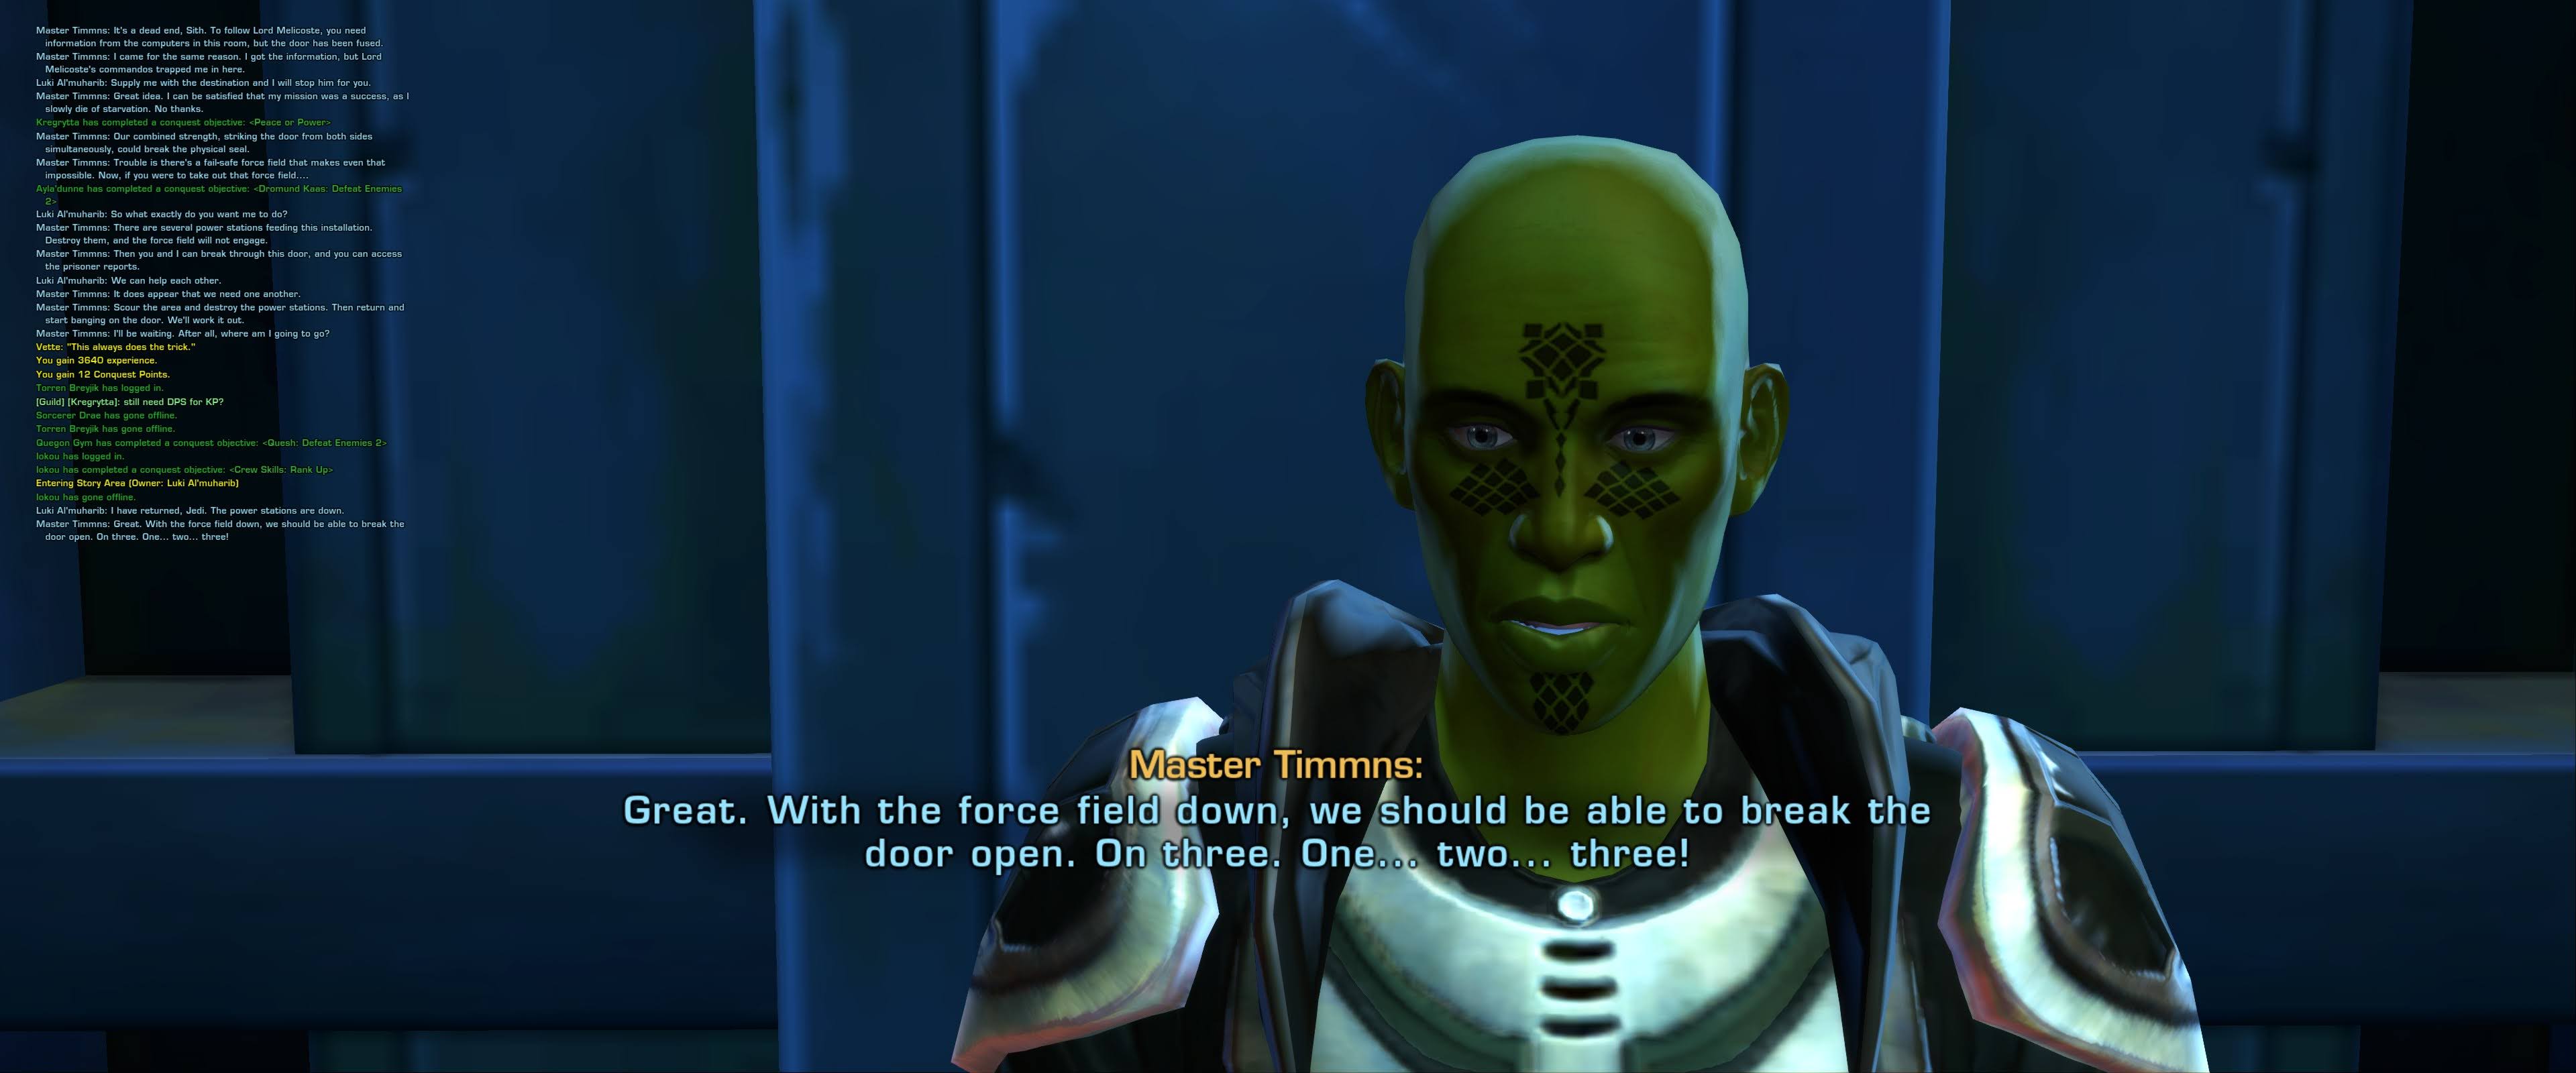 Master Timmns: It's a dead end, Sith. To follow Lord Melicoste, you need
information from the computers in this room, but the door has been fused.
Master Timmns: I came for the same reason. I got the information, but Lord
Melicoste's commandos trapped me in here.
Luki Al'muharib: Supply me with the destination and I will stop him for you.
Master Timmns: Great idea. I can be satisfied that my mission was a success, as I
slowly die of starvation. No thanks.
Kregrytta has completed a conquest objective: <Peace or Power>
Master Timmns: Our combined strength, striking the door from both sides
simultaneously, could break the physical seal.
Master Timmns: Trouble is there's a fail-safe force field that makes even that
impossible. Now, if you were to take out that force field....
Ayla'dunne has completed a conquest objective: <Dromund Kaas: Defeat Enemies
2>
Luki Al'muharib: So what exactly do you want me to do?
Master Timmns: There are several power stations feeding this installation.
Destroy them, and the force field will not engage.
Master Timmns: Then you and I can break through this door, and you can access
the prisoner reports.
Luki Al'muharib: We can help each other.
Master Timmns: It does appear that we need one another.
Master Timmns: Scour the area and destroy the power stations. Then return and
start banging on the door. We'll work it out.
Master Timmns: I'll be waiting. After all, where am I going to go?
Vette: "This always does the trick."
You gain 3640 experience.
You gain 12 Conquest Points.
Torren Breyjik has logged in.
[Guild] [Kregrytta]: still need DPS for KP?
Sorcerer Drae has gone offline.
Torren Breyjik has gone offline.
Quegon Gym has completed a conquest objective: <Quesh: Defeat Enemies 2>
Iokou has logged in.
Iokou has completed a conquest objective: <Crew Skills: Rank Up>
Entering Story Area (Owner: Luki Al'muharib)
Iokou has gone offline.
Luki Al'muharib: I have returned, Jedi. The power stations are down.
Master Timmns: Great. With the force field down, we should be able to break the
door open. On three. One... two... three!
Master Timmns:
Great. With the force field down, we should be able to break the
door open. On three. One... two... three!